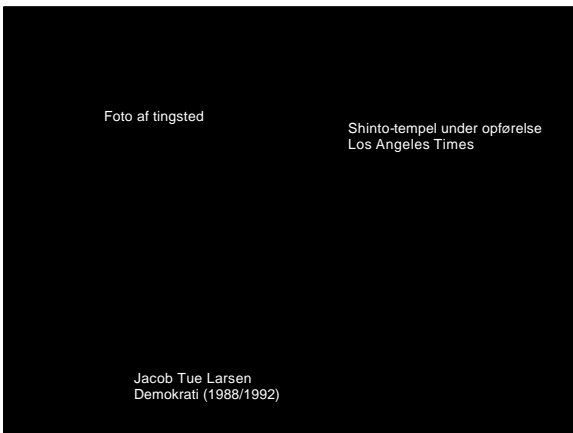 Foto af tingsted
Shinto-tempel under opførelse
Los Angeles Times
Jacob Tue Larsen
Demokrati (1988/1992)